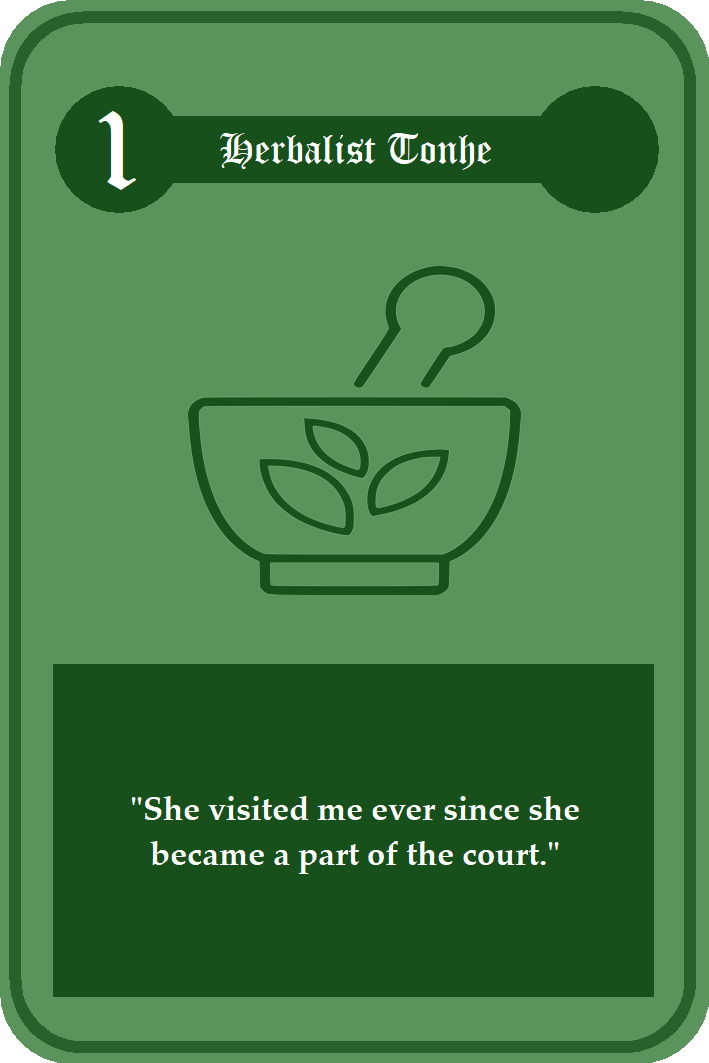 1
Herbalist Tonhe
"She visited me ever since she
became a part of the court."